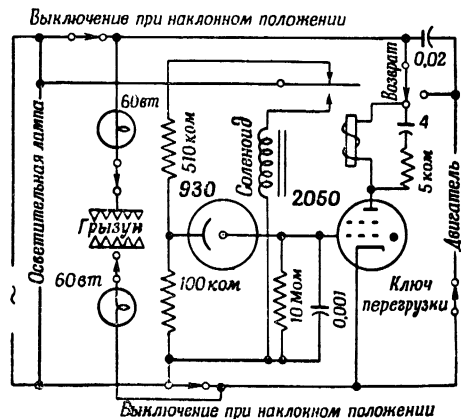 Выключение при наклонном положении
0,02
Возврат
60вт
510 ком
Соленоид
4
5 ком
930
2050
Осветительная лампа
Грызун
Двигатель
60вт
100 ком
10 Мом
0,001
Ключ
перегрузки
~
Выключение при наклонном положении